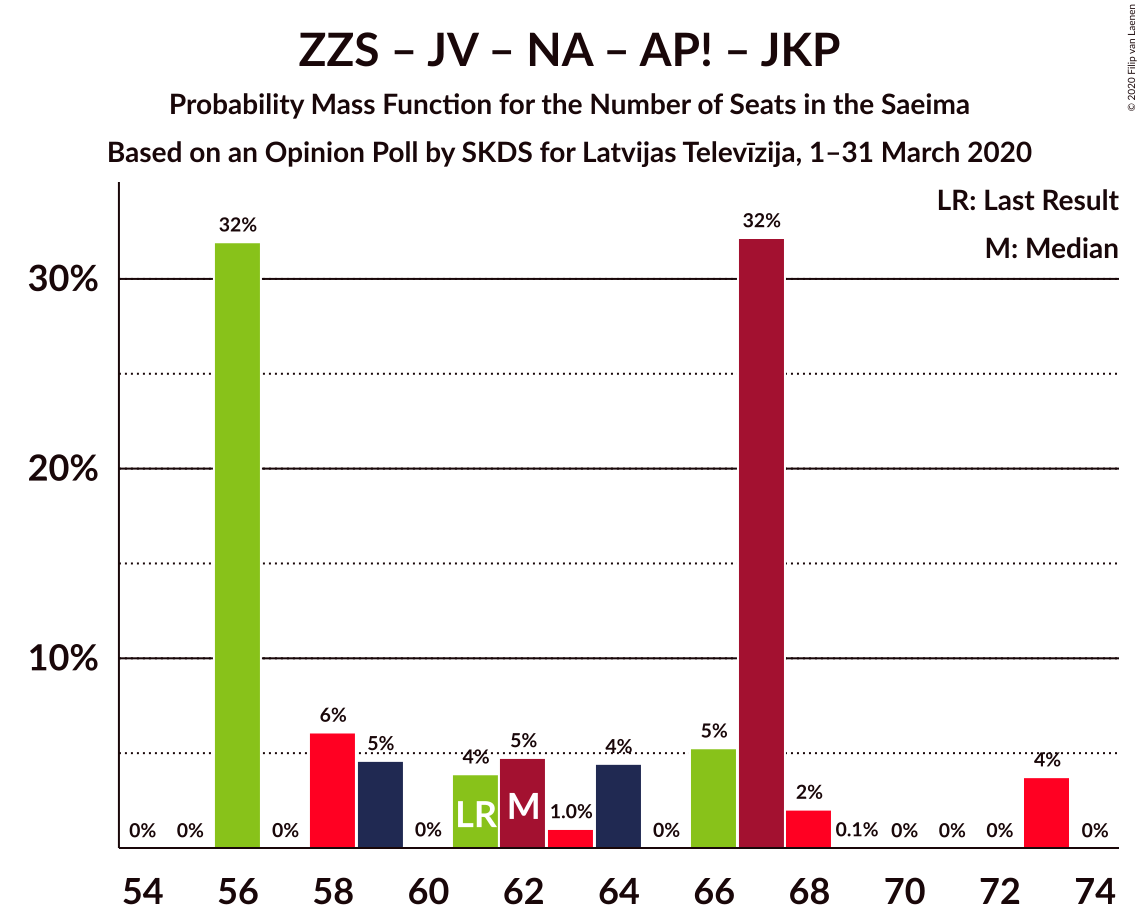 ZZS – JV – NA – AP! – JKP
Probability Mass Function for the Number of Seats in the Saeima
Based on an Opinion Poll by SKDS for Latvijas Televīzija, 1–31 March 2020
© 2020 Filip van Laenen
LR: Last Result
M: Median
30%
20%
10%
0% 0% 32% 0% 6% 5% 0% 4% 5% 1.0% 4% 0% 5% 32% 2% 0.1% 0% 0% 0% 4% 0%
LR M
54 56 58 60 62 64 66 68 70 72 74